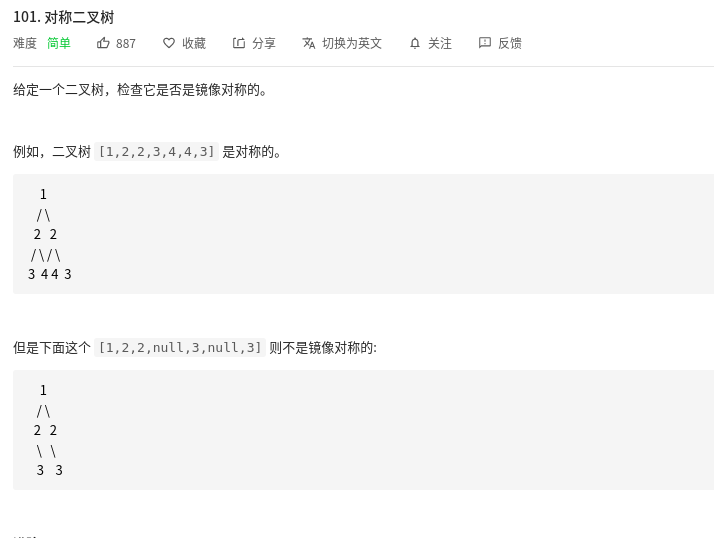 101. 对称二叉树
难度 简单 887 收藏 分享 切换为英文 关注 反馈
给定一个二叉树，检查它是否是镜像对称的。
例如，二叉树 [1,2,2,3,4,4,3] 是对称的。
1
/ \
2 2
/ \ / \
3 4 4 3
但是下面这个 [1,2,2,null,3,null,3] 则不是镜像对称的:
1
/ \
2 2
\ \
3 3